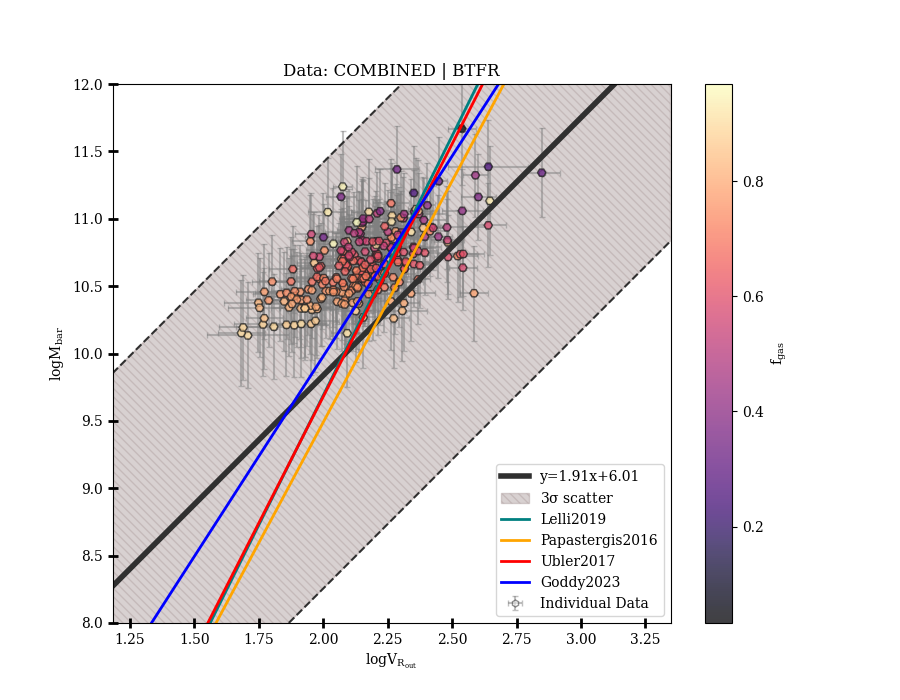 Data: COMBINED | BTFR
12.0
11.5
11.0
10.5
10.0
9.5
9.0
8.5
8.0
logM_bar
1.25
1.50
1.75
2.00
2.25
2.50
2.75
3.00
3.25
logV_Rout
y=1.91x+6.01
3σ scatter
Lelli2019
Papastergis2016
Ubler2017
Goddy2023
Individual Data
0.8
0.6
0.4
0.2
f_gas